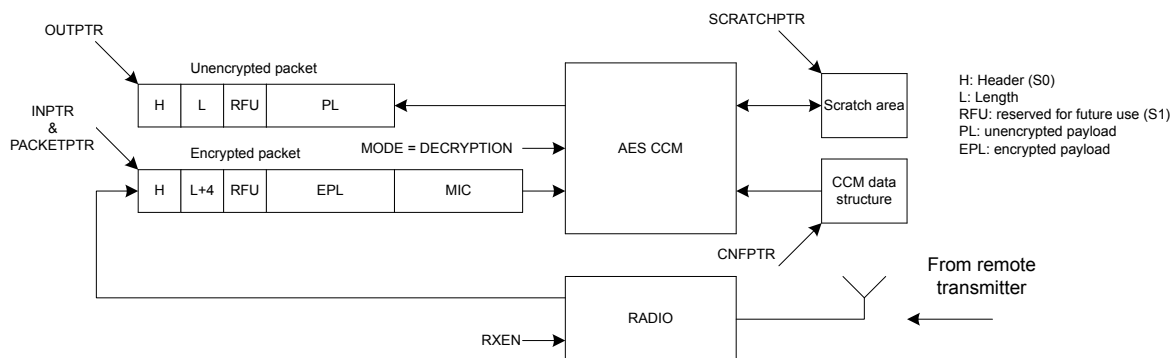 SCRATCHPTR
OUTPTR
Unencrypted packet
H L RFU PL
Scratch area
H: Header (S0)
L: Length
RFU: reserved for future use (S1)
PL: unencrypted payload
EPL: encrypted payload
INPTR
&
PACKETPTR
MODE = DECRYPTION
AES CCM
Encrypted packet
H L+4 RFU EPL MIC
CCM data
structure
CNFPTR
From remote
transmitter
RADIO
RXEN